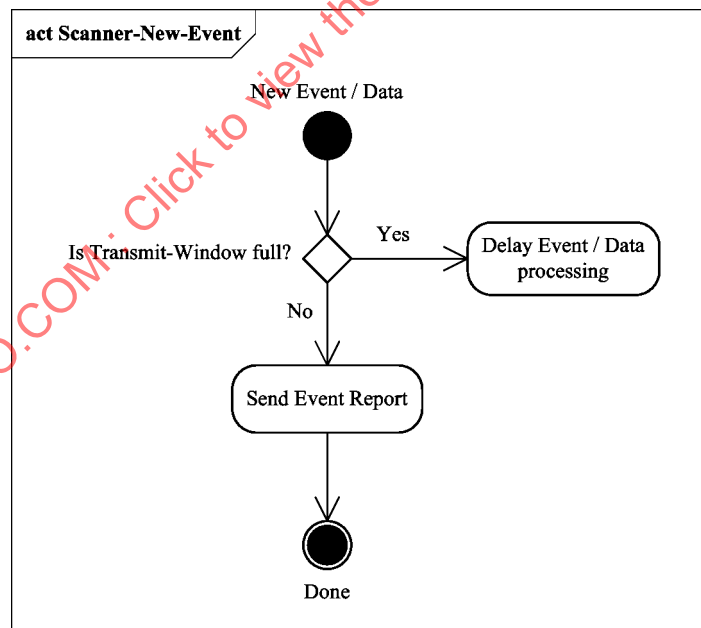 act Scanner-New-Event
New Event / Data
Is Transmit-Window full?
Yes
Delay Event / Data
processing
No
Send Event Report
Done
O.COM : Click to view the